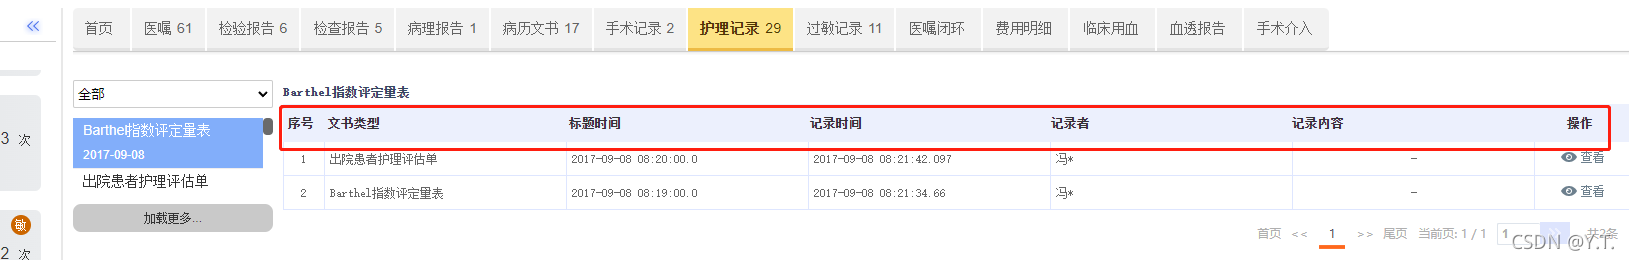 首页 医嘱 61 检验报告 6 检查报告 5 病理报告 1 病历文书 17 手术记录 2 护理记录 29 过敏记录 11 医嘱闭环 费用明细 临床用血 血透报告 手术介入
全部
Barthel指数评定量表
2017-09-08
出院患者护理评估单
加载更多...
3 次
敏
2 次
Barthel指数评定量表
序号 文书类型 标题时间 记录时间 记录者 记录内容 操作
1 出院患者护理评估单 2017-09-08 08:20:00.0 2017-09-08 08:21:42.097 冯* - 查看
2 Barthel指数评定量表 2017-09-08 08:19:00.0 2017-09-08 08:21:34.66 冯* - 查看
首页 << 1 >> 尾页 当前页: 1 / 1 1 共2条
CSDN @Y.T.